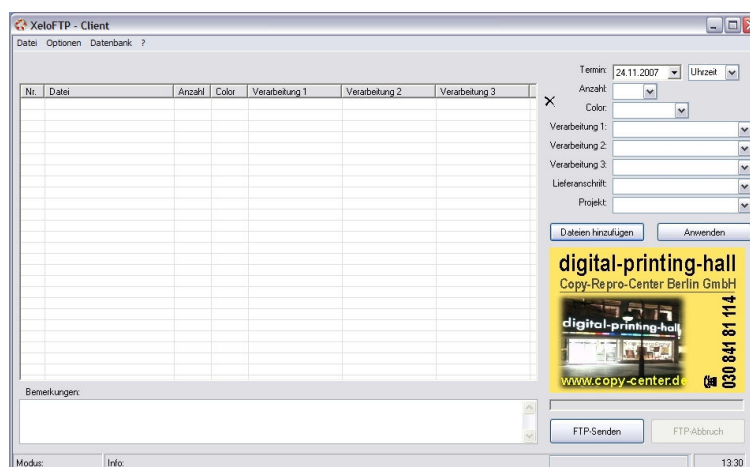 XeloFTP - Client
Datei Optionen Datenbank ?
Nr. Datei Anzahl Color Verarbeitung 1 Verarbeitung 2 Verarbeitung 3
Termin: 24.11.2007 Uhrzeit
Anzahl:
Color:
Verarbeitung 1:
Verarbeitung 2:
Verarbeitung 3:
Lieferanschrift:
Projekt:
Dateien hinzufügen Anwenden
digital-printing-hall
Copy-Repro-Center Berlin GmbH
digital-printing-hall
www.copy-center.de
030 841 81 114
Bemerkungen:
FTP-Senden FTP-Abbruch
Modus: Info: 13:30